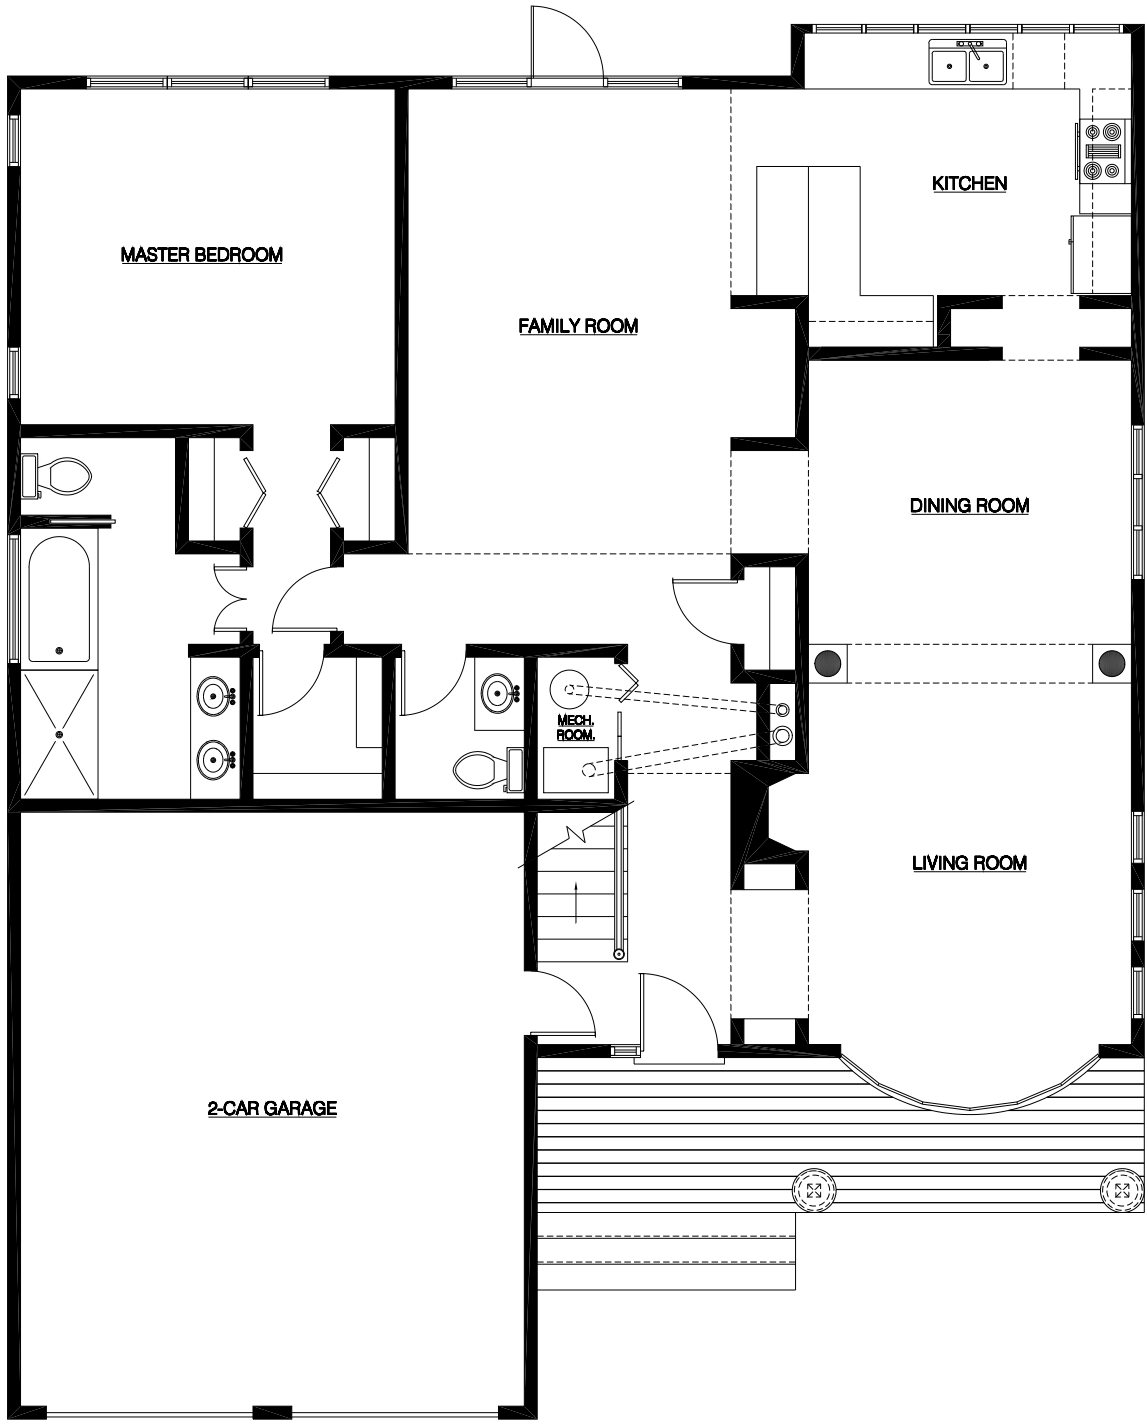 KITCHEN
MASTER BEDROOM
FAMILY ROOM
DINING ROOM
MECH.
ROOM.
LIVING ROOM
2-CAR GARAGE